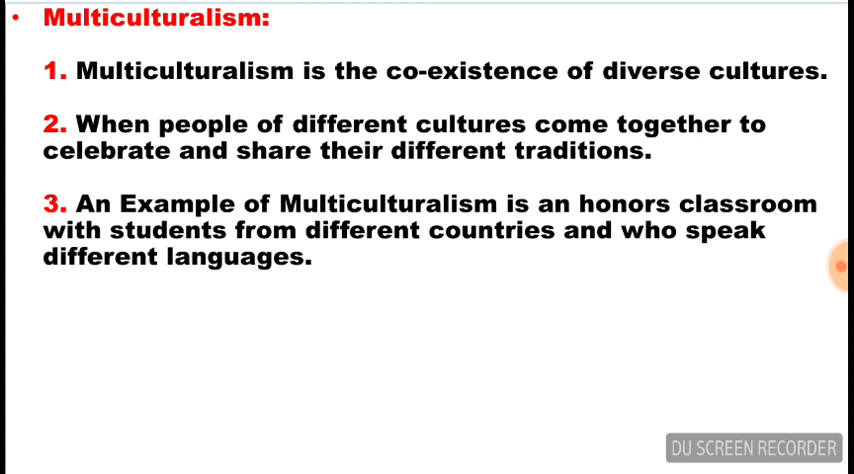 • Multiculturalism:
1. Multiculturalism is the co-existence of diverse cultures.
2. When people of different cultures come together to
celebrate and share their different traditions.
3. An Example of Multiculturalism is an honors classroom
with students from different countries and who speak
different languages.
DU SCREEN RECORDER